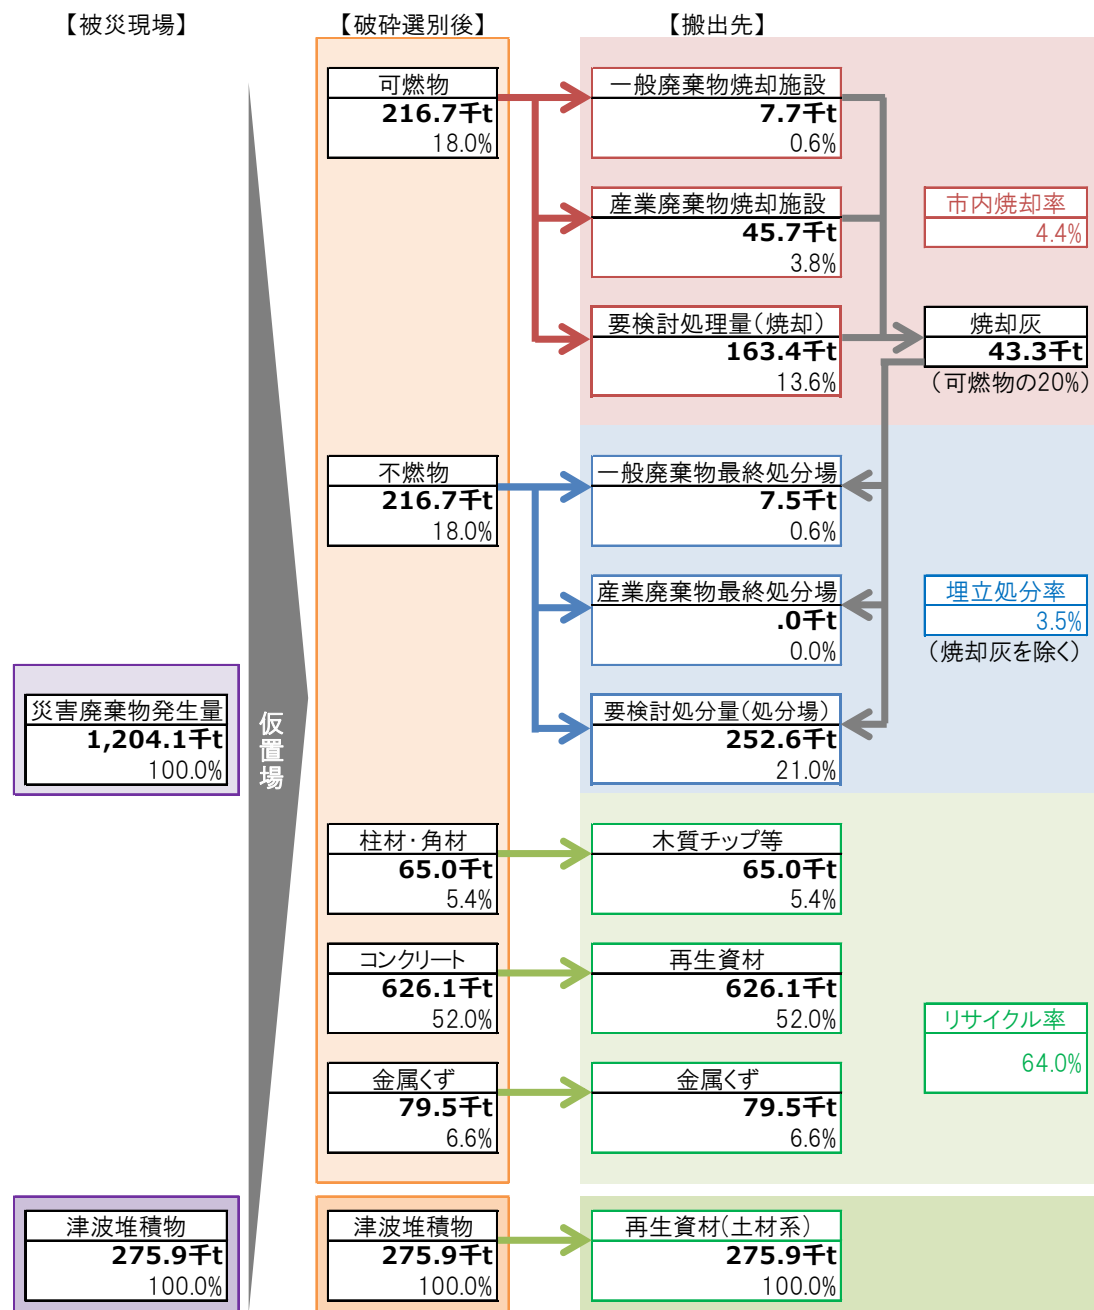 【被災現場】
【破砕選別後】
【搬出先】
可燃物
216.7千t
18.0%
一般廃棄物焼却施設
7.7千t
0.6%
産業廃棄物焼却施設
45.7千t
3.8%
市内焼却率
4.4%
要検討処理量(焼却)
163.4千t
13.6%
焼却灰
43.3千t
(可燃物の20%)
不燃物
216.7千t
18.0%
一般廃棄物最終処分場
7.5千t
0.6%
産業廃棄物最終処分場
.0千t
0.0%
埋立処分率
3.5%
(焼却灰を除く)
災害廃棄物発生量
1,204.1千t
100.0%
仮置場
要検討処分量(処分場)
252.6千t
21.0%
柱材・角材
65.0千t
5.4%
木質チップ等
65.0千t
5.4%
コンクリート
626.1千t
52.0%
再生資材
626.1千t
52.0%
リサイクル率
64.0%
金属くず
79.5千t
6.6%
金属くず
79.5千t
6.6%
津波堆積物
275.9千t
100.0%
津波堆積物
275.9千t
100.0%
再生資材(土材系)
275.9千t
100.0%